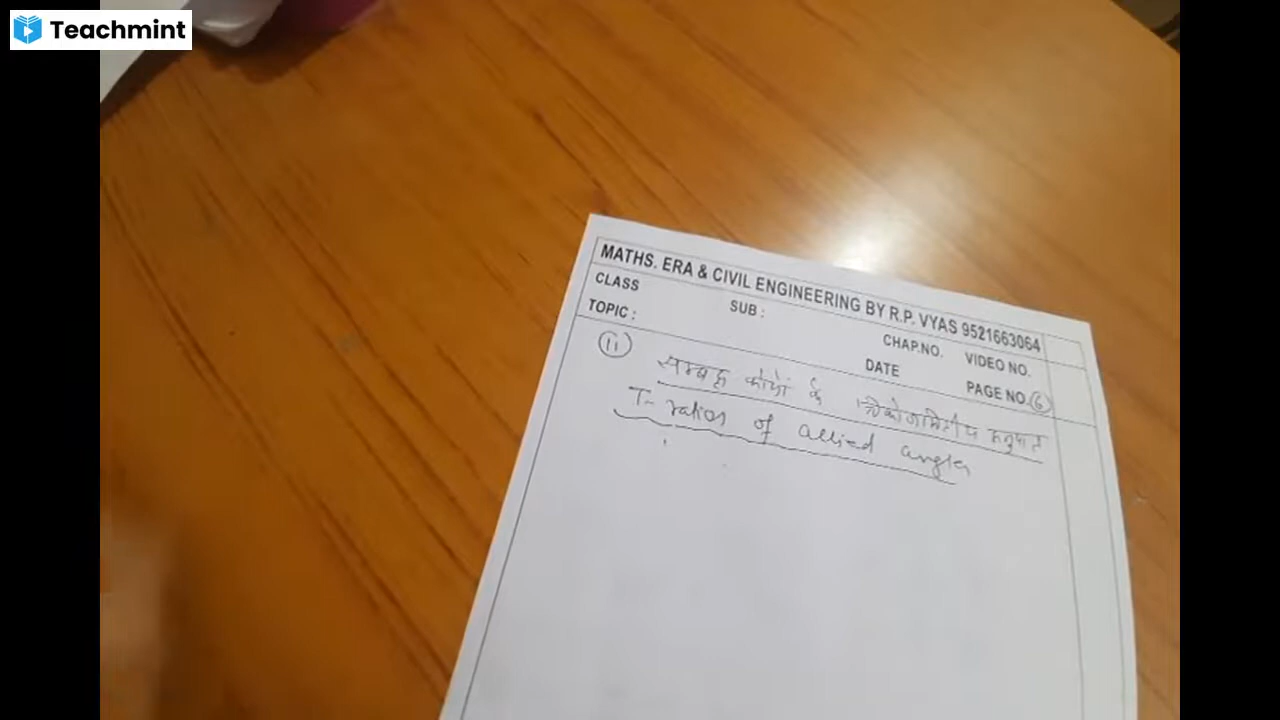 Teachmint
MATHS. ERA & CIVIL ENGINEERING BY R.P. VYAS 9521663064
CLASS SUB : CHAP.NO. VIDEO NO.
TOPIC : DATE PAGE NO. 6
11 सम्बद्ध कोणों के त्रिकोणमितीय अनुपात
T- ratios of allied angles